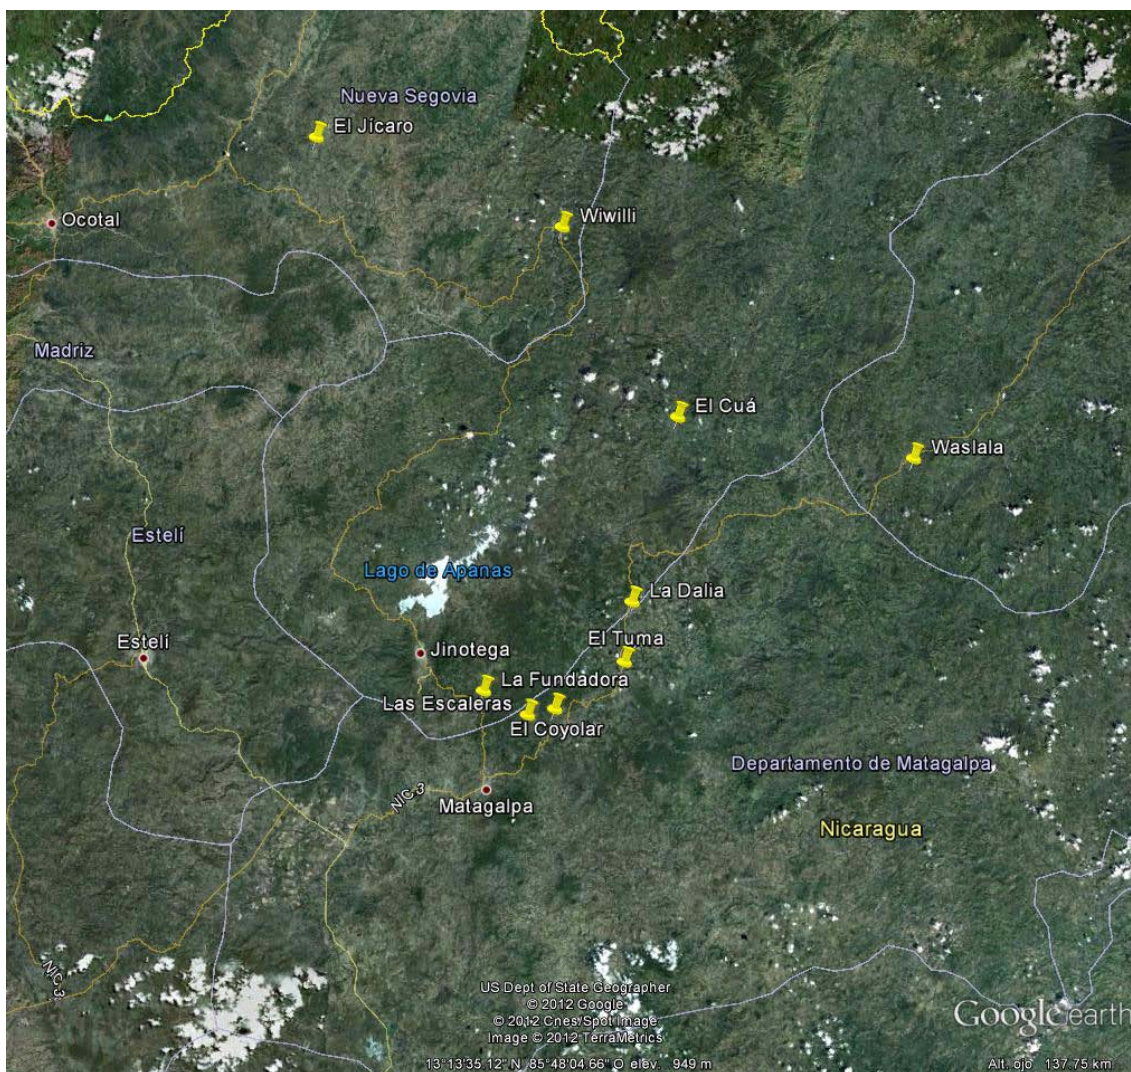 Nueva Segovia
El Jícaro
Ocotal
Wiwilli
Madriz
El Cuá
Waslala
Estelí
Lago de Apanas
La Dalia
El Tuma
Estelí
Jinotega
La Fundadora
Las Escaleras
El Coyolar
Departamento de Matagalpa
NIC 3
Matagalpa
Nicaragua
NIC 3
US Dept of State Geographer
© 2012 Google
© 2012 Cnes/Spot Image
Image © 2012 TerraMetrics
Google earth
13°13'35.12" N 85°48'04.66" O elev. 949 m
Alt. ojo 137.75 km